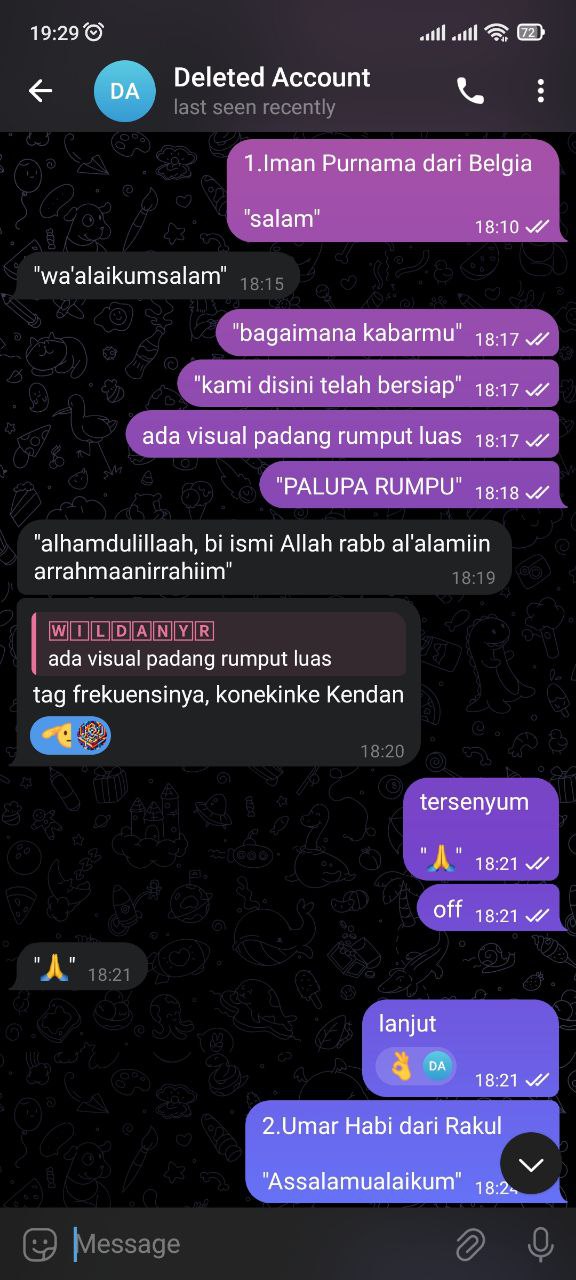 19:29
72
DA
Deleted Account
last seen recently
1.Iman Purnama dari Belgia
"salam"
18:10
"wa'alaikumsalam"
18:15
"bagaimana kabarmu"
18:17
"kami disini telah bersiap"
18:17
ada visual padang rumput luas
18:17
"PALUPA RUMPU"
18:18
"alhamdulillaah, bi ismi Allah rabb al'alamiin
arrahmaanirrahiim"
18:19
🅆🄸🄻🄳🄰🄽🅈🅁
ada visual padang rumput luas
tag frekuensinya, konekinke Kendan
18:20
tersenyum
"🙏"
18:21
off
18:21
"🙏"
18:21
lanjut
DA
18:21
2.Umar Habi dari Rakul
"Assalamualaikum"
18:24
Message